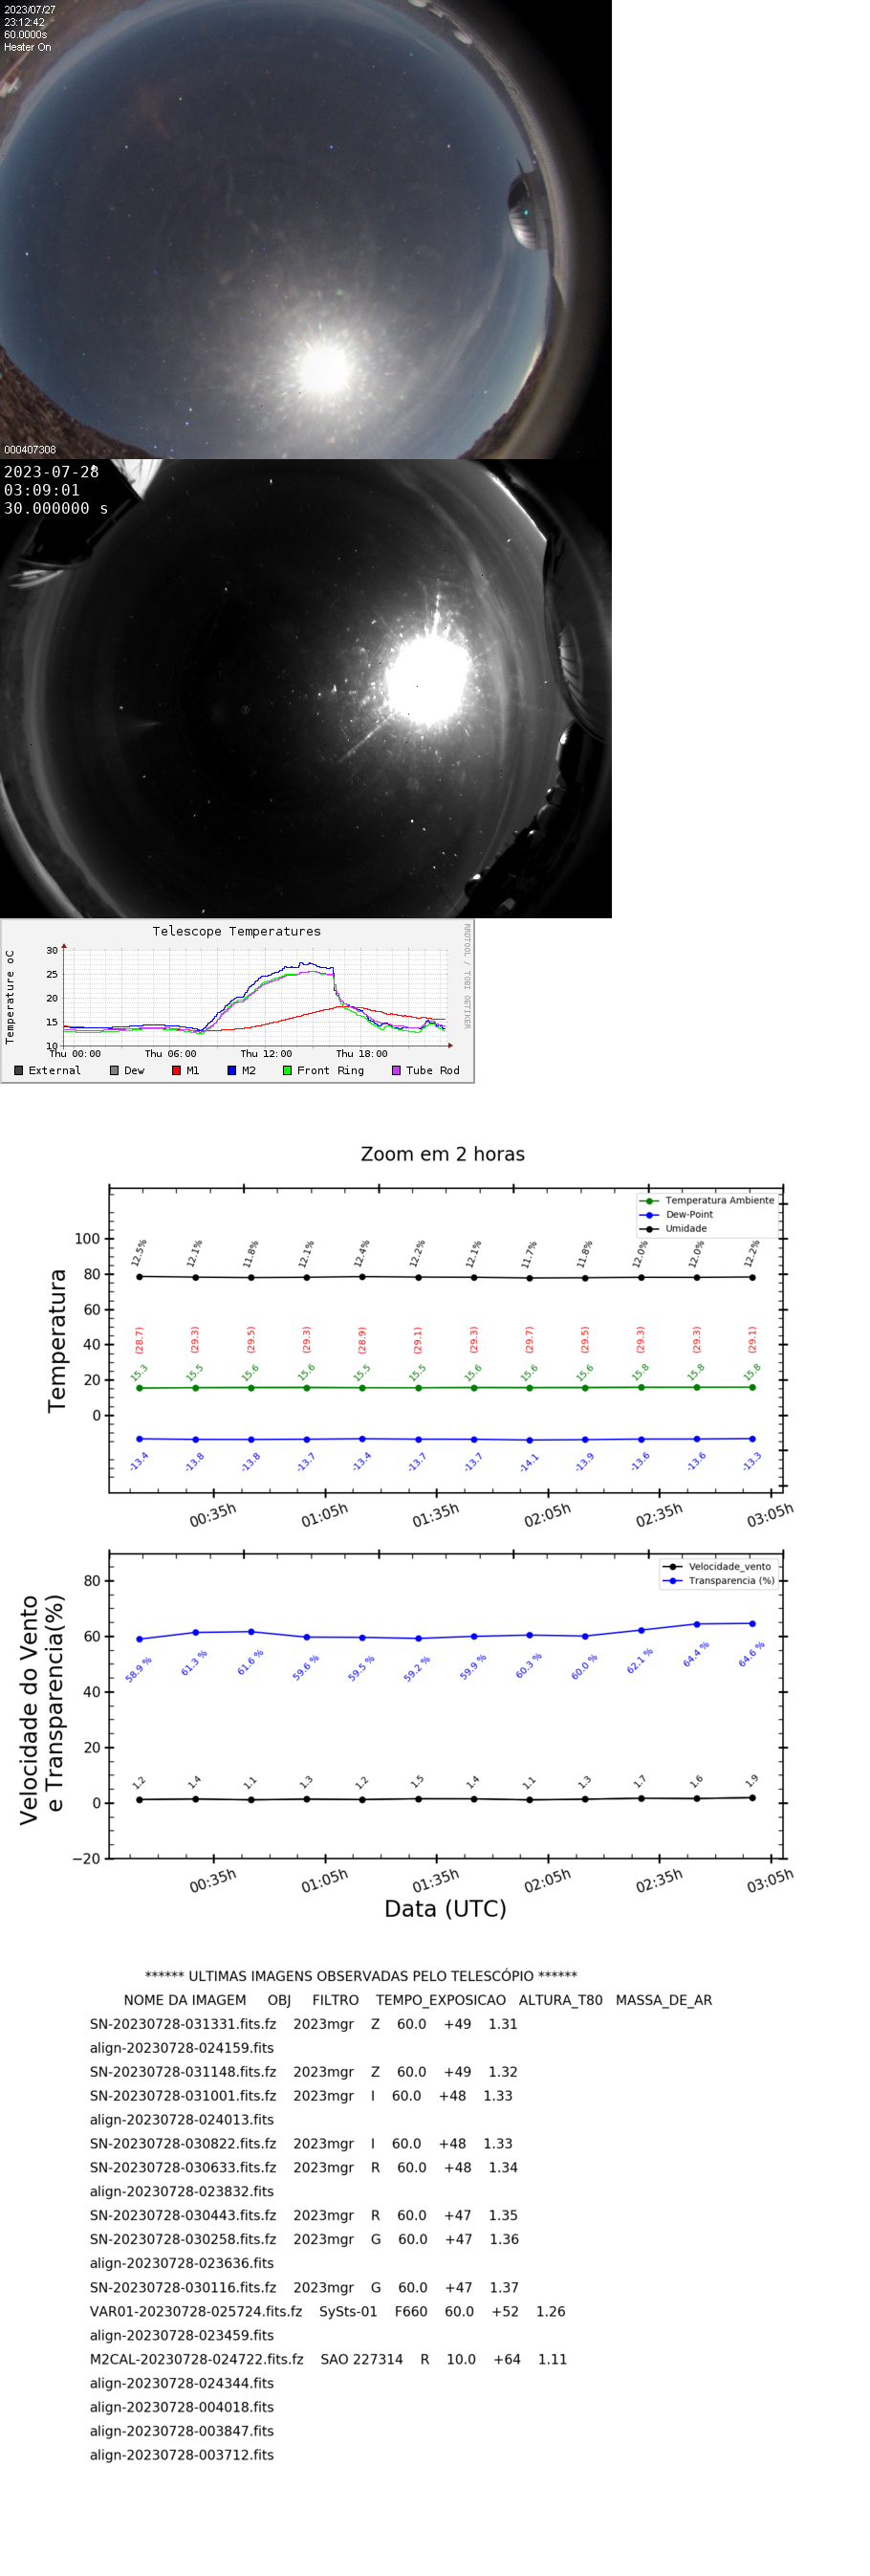 2023/07/27
23:12:42
60.0000s
Heater On
000407308
2023-07-28
03:09:01
30.000000 s
Telescope Temperatures
RRDTOOL / TOBI OETIKER
Temperature oC
30
25
20
15
10
Thu 00:00 Thu 06:00 Thu 12:00 Thu 18:00
External Dew M1 M2 Front Ring Tube Rod
Zoom em 2 horas
Temperatura Ambiente
Dew-Point
Umidade
Temperatura
100
80
60
40
20
0
12.5% 12.1% 11.8% 12.1% 12.4% 12.2% 12.1% 11.7% 11.8% 12.0% 12.0% 12.2%
(28.7) (29.3) (29.5) (29.3) (28.9) (29.1) (29.3) (29.7) (29.5) (29.3) (29.3) (29.1)
15.3 15.5 15.6 15.6 15.5 15.5 15.6 15.6 15.6 15.8 15.8 15.8
-13.4 -13.8 -13.8 -13.7 -13.4 -13.7 -13.7 -14.1 -13.9 -13.6 -13.6 -13.3
00:35h 01:05h 01:35h 02:05h 02:35h 03:05h
Velocidade_vento
Transparencia (%)
Velocidade do Vento
e Transparencia(%)
80
60
40
20
0
−20
58.9 % 61.3 % 61.6 % 59.6 % 59.5 % 59.2 % 59.9 % 60.3 % 60.0 % 62.1 % 64.4 % 64.6 %
1.2 1.4 1.1 1.3 1.2 1.5 1.4 1.1 1.3 1.7 1.6 1.9
00:35h 01:05h 01:35h 02:05h 02:35h 03:05h
Data (UTC)
****** ULTIMAS IMAGENS OBSERVADAS PELO TELESCÓPIO ******
NOME DA IMAGEM OBJ FILTRO TEMPO_EXPOSICAO ALTURA_T80 MASSA_DE_AR
SN-20230728-031331.fits.fz 2023mgr Z 60.0 +49 1.31
align-20230728-024159.fits
SN-20230728-031148.fits.fz 2023mgr Z 60.0 +49 1.32
SN-20230728-031001.fits.fz 2023mgr I 60.0 +48 1.33
align-20230728-024013.fits
SN-20230728-030822.fits.fz 2023mgr I 60.0 +48 1.33
SN-20230728-030633.fits.fz 2023mgr R 60.0 +48 1.34
align-20230728-023832.fits
SN-20230728-030443.fits.fz 2023mgr R 60.0 +47 1.35
SN-20230728-030258.fits.fz 2023mgr G 60.0 +47 1.36
align-20230728-023636.fits
SN-20230728-030116.fits.fz 2023mgr G 60.0 +47 1.37
VAR01-20230728-025724.fits.fz SySts-01 F660 60.0 +52 1.26
align-20230728-023459.fits
M2CAL-20230728-024722.fits.fz SAO 227314 R 10.0 +64 1.11
align-20230728-024344.fits
align-20230728-004018.fits
align-20230728-003847.fits
align-20230728-003712.fits